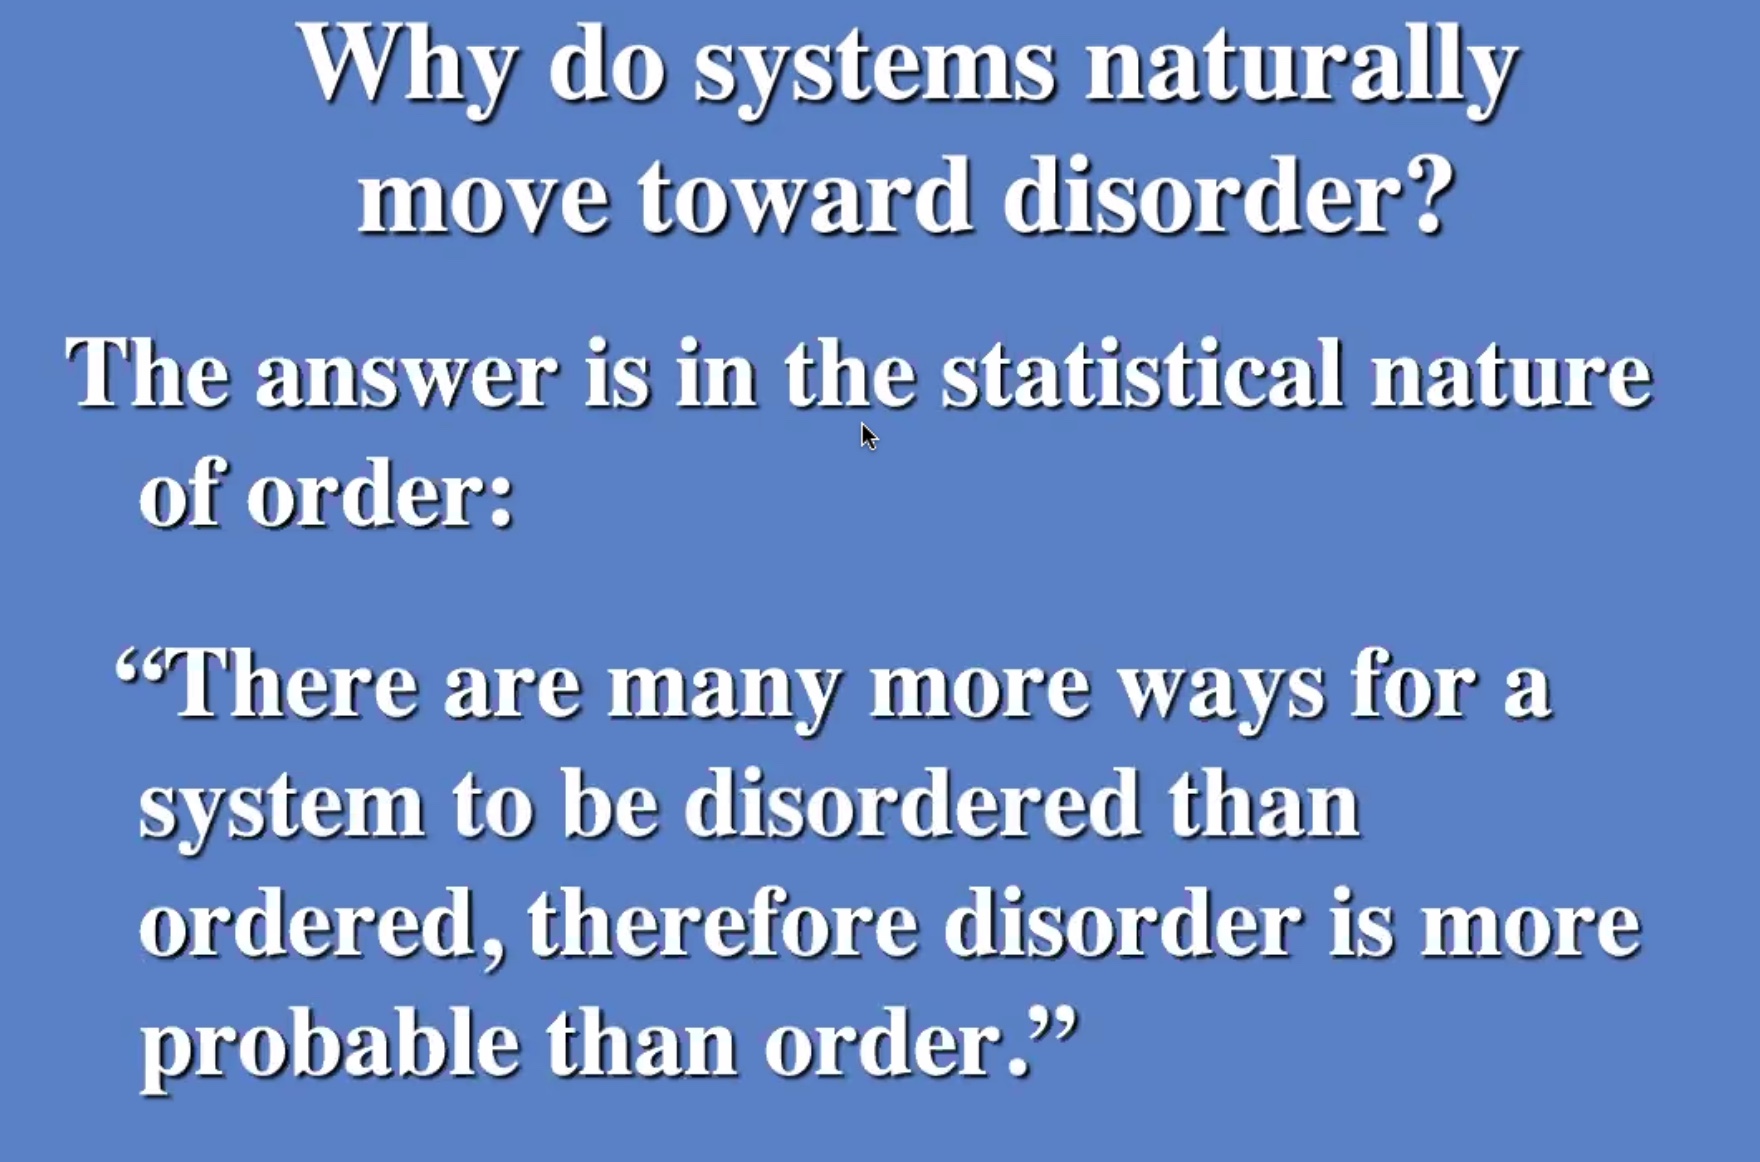 Why do systems naturally
move toward disorder?
The answer is in the statistical nature
of order:
“There are many more ways for a
system to be disordered than
ordered, therefore disorder is more
probable than order.”